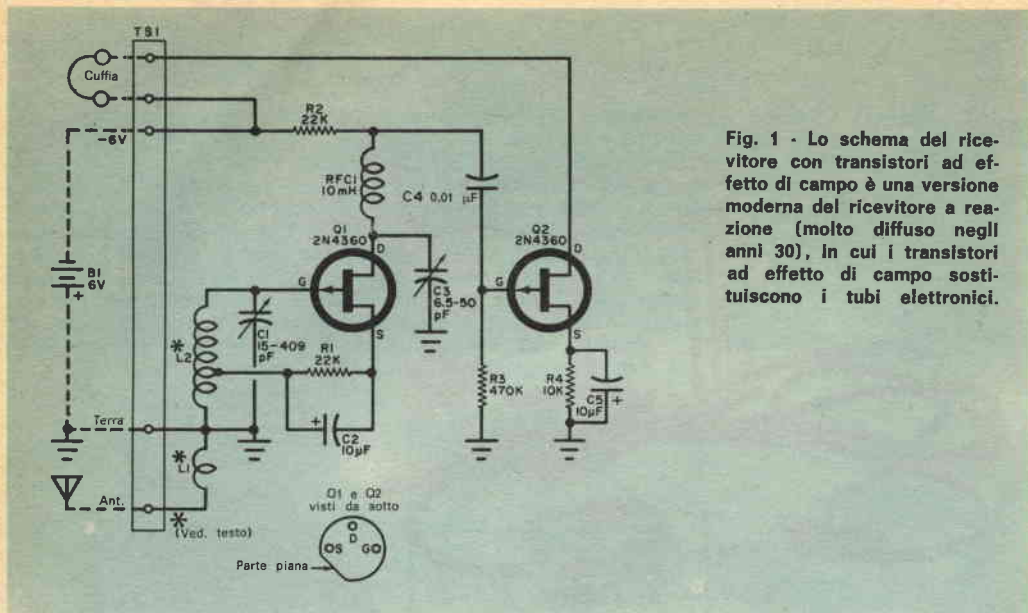 TS1
Cuffia
-6V
R2
22K
RFC1
10mH
C4 0,01 µF
Q1
2N4360
D
G
S
Q2
2N4360
D
G
S
B1
6V
+
C1
15-409
pF
C3
6.5-50
pF
*
L2
R1
22K
+
C2
10µF
R3
470K
R4
10K
C5
10µF
+
Terra
*
L1
Ant.
*
(Ved. testo)
Q1 e Q2
visti da sotto
D
S
G
Parte piana
Fig. 1 - Lo schema del rice-
vitore con transistori ad ef-
fetto di campo è una versione
moderna del ricevitore a rea-
zione (molto diffuso negli
anni 30), in cui i transistori
ad effetto di campo sosti-
tuiscono i tubi elettronici.